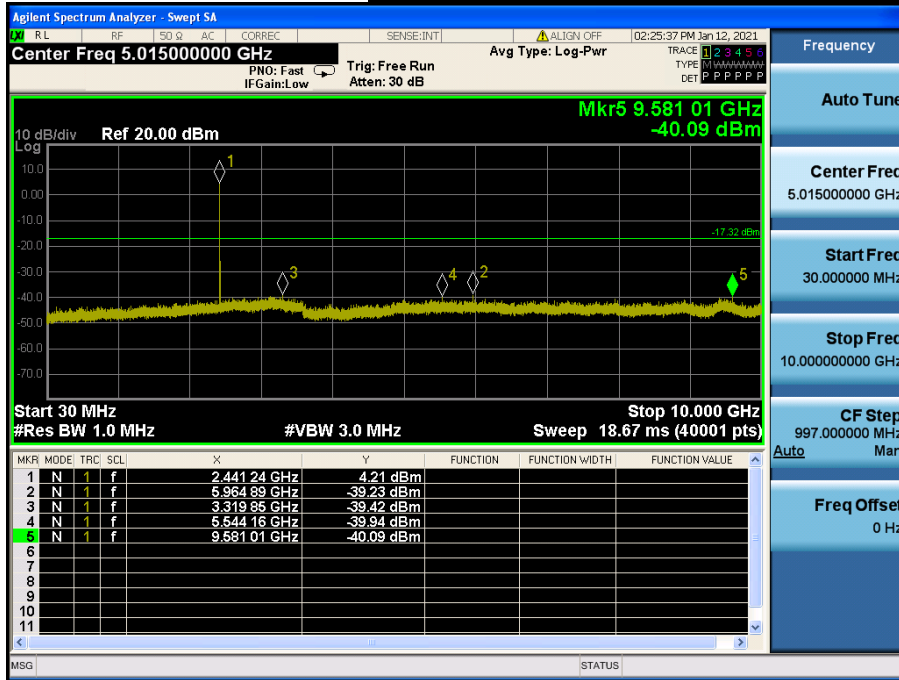 Agilent Spectrum Analyzer - Swept SA
LXI RL RF 50 Ω AC CORREC SENSE:INT ALIGN OFF 02:25:37 PM Jan 12, 2021
Center Freq 5.015000000 GHz
PNO: Fast
IFGain:Low
Trig: Free Run
Atten: 30 dB
Avg Type: Log-Pwr
TRACE 1 2 3 4 5 6
TYPE M WWWWW
DET P P P P P P
Mkr5 9.581 01 GHz
-40.09 dBm
10 dB/div Ref 20.00 dBm
Log
10.0
0.00
-10.0
-20.0
-30.0
-40.0
-50.0
-60.0
-70.0
1
3
4
2
5
-17.32 dBm
Start 30 MHz Stop 10.000 GHz
#Res BW 1.0 MHz #VBW 3.0 MHz Sweep 18.67 ms (40001 pts)
MKR MODE TRC SCL X Y FUNCTION FUNCTION WIDTH FUNCTION VALUE
1 N 1 f 2.441 24 GHz 4.21 dBm
2 N 1 f 5.964 89 GHz -39.23 dBm
3 N 1 f 3.319 85 GHz -39.42 dBm
4 N 1 f 5.544 16 GHz -39.94 dBm
5 N 1 f 9.581 01 GHz -40.09 dBm
6
7
8
9
10
11
MSG STATUS
Frequency
Auto Tune
Center Freq
5.015000000 GHz
Start Freq
30.000000 MHz
Stop Freq
10.000000000 GHz
CF Step
997.000000 MHz
Auto Man
Freq Offset
0 Hz